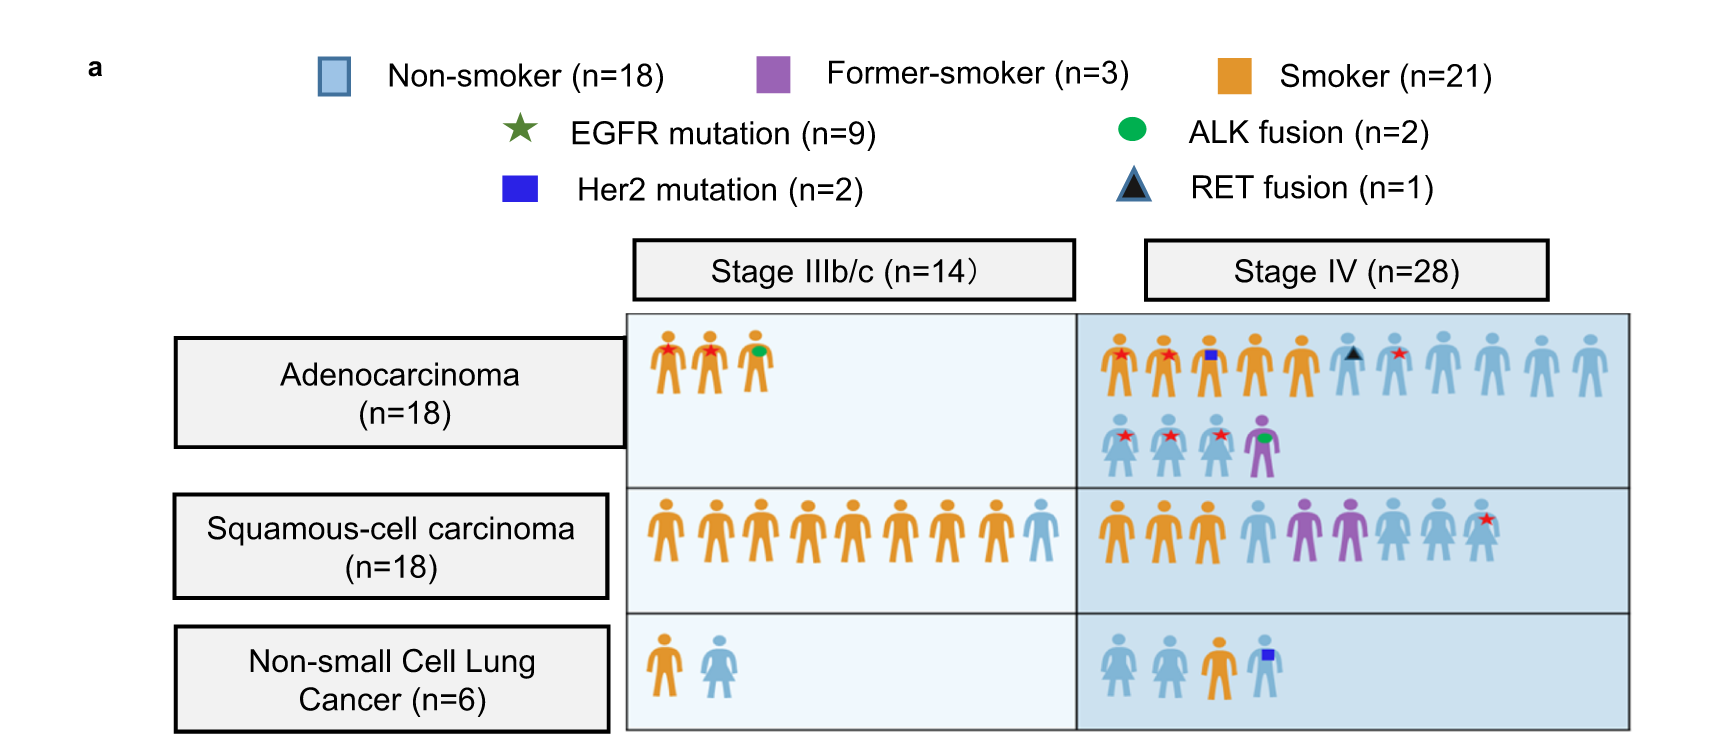 a
Non-smoker (n=18) Former-smoker (n=3) Smoker (n=21)
EGFR mutation (n=9) ALK fusion (n=2)
Her2 mutation (n=2) RET fusion (n=1)
Stage IIIb/c (n=14） Stage IV (n=28)
Adenocarcinoma
(n=18)
Squamous-cell carcinoma
(n=18)
Non-small Cell Lung
Cancer (n=6)